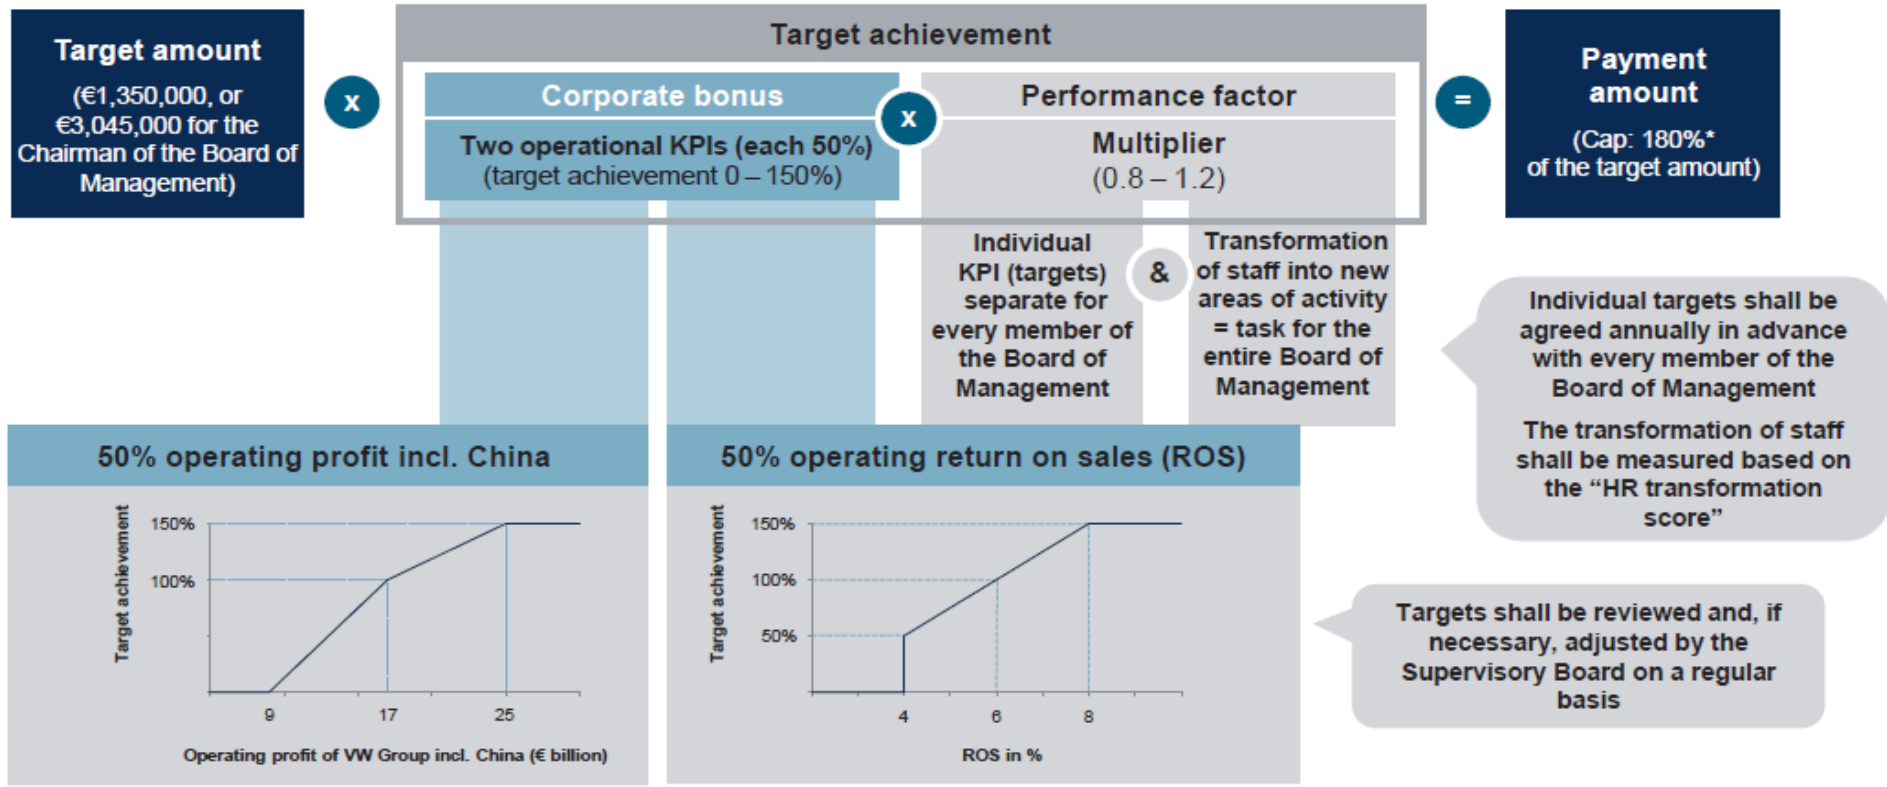 Target amount
(€1,350,000, or
€3,045,000 for the
Chairman of the Board of
Management)
x
Target achievement
Corporate bonus
Two operational KPIs (each 50%)
(target achievement 0 – 150%)
x
Performance factor
Multiplier
(0.8 – 1.2)
=
Payment
amount
(Cap: 180%*
of the target amount)
Individual
KPI (targets)
separate for
every member of
the Board of
Management
&
Transformation
of staff into new
areas of activity
= task for the
entire Board of
Management
Individual targets shall be
agreed annually in advance
with every member of the
Board of Management
The transformation of staff
shall be measured based on
the “HR transformation
score”
50% operating profit incl. China
Target achievement
150%
100%
9
17
25
Operating profit of VW Group incl. China (€ billion)
50% operating return on sales (ROS)
Target achievement
150%
100%
50%
4
6
8
ROS in %
Targets shall be reviewed and, if
necessary, adjusted by the
Supervisory Board on a regular
basis